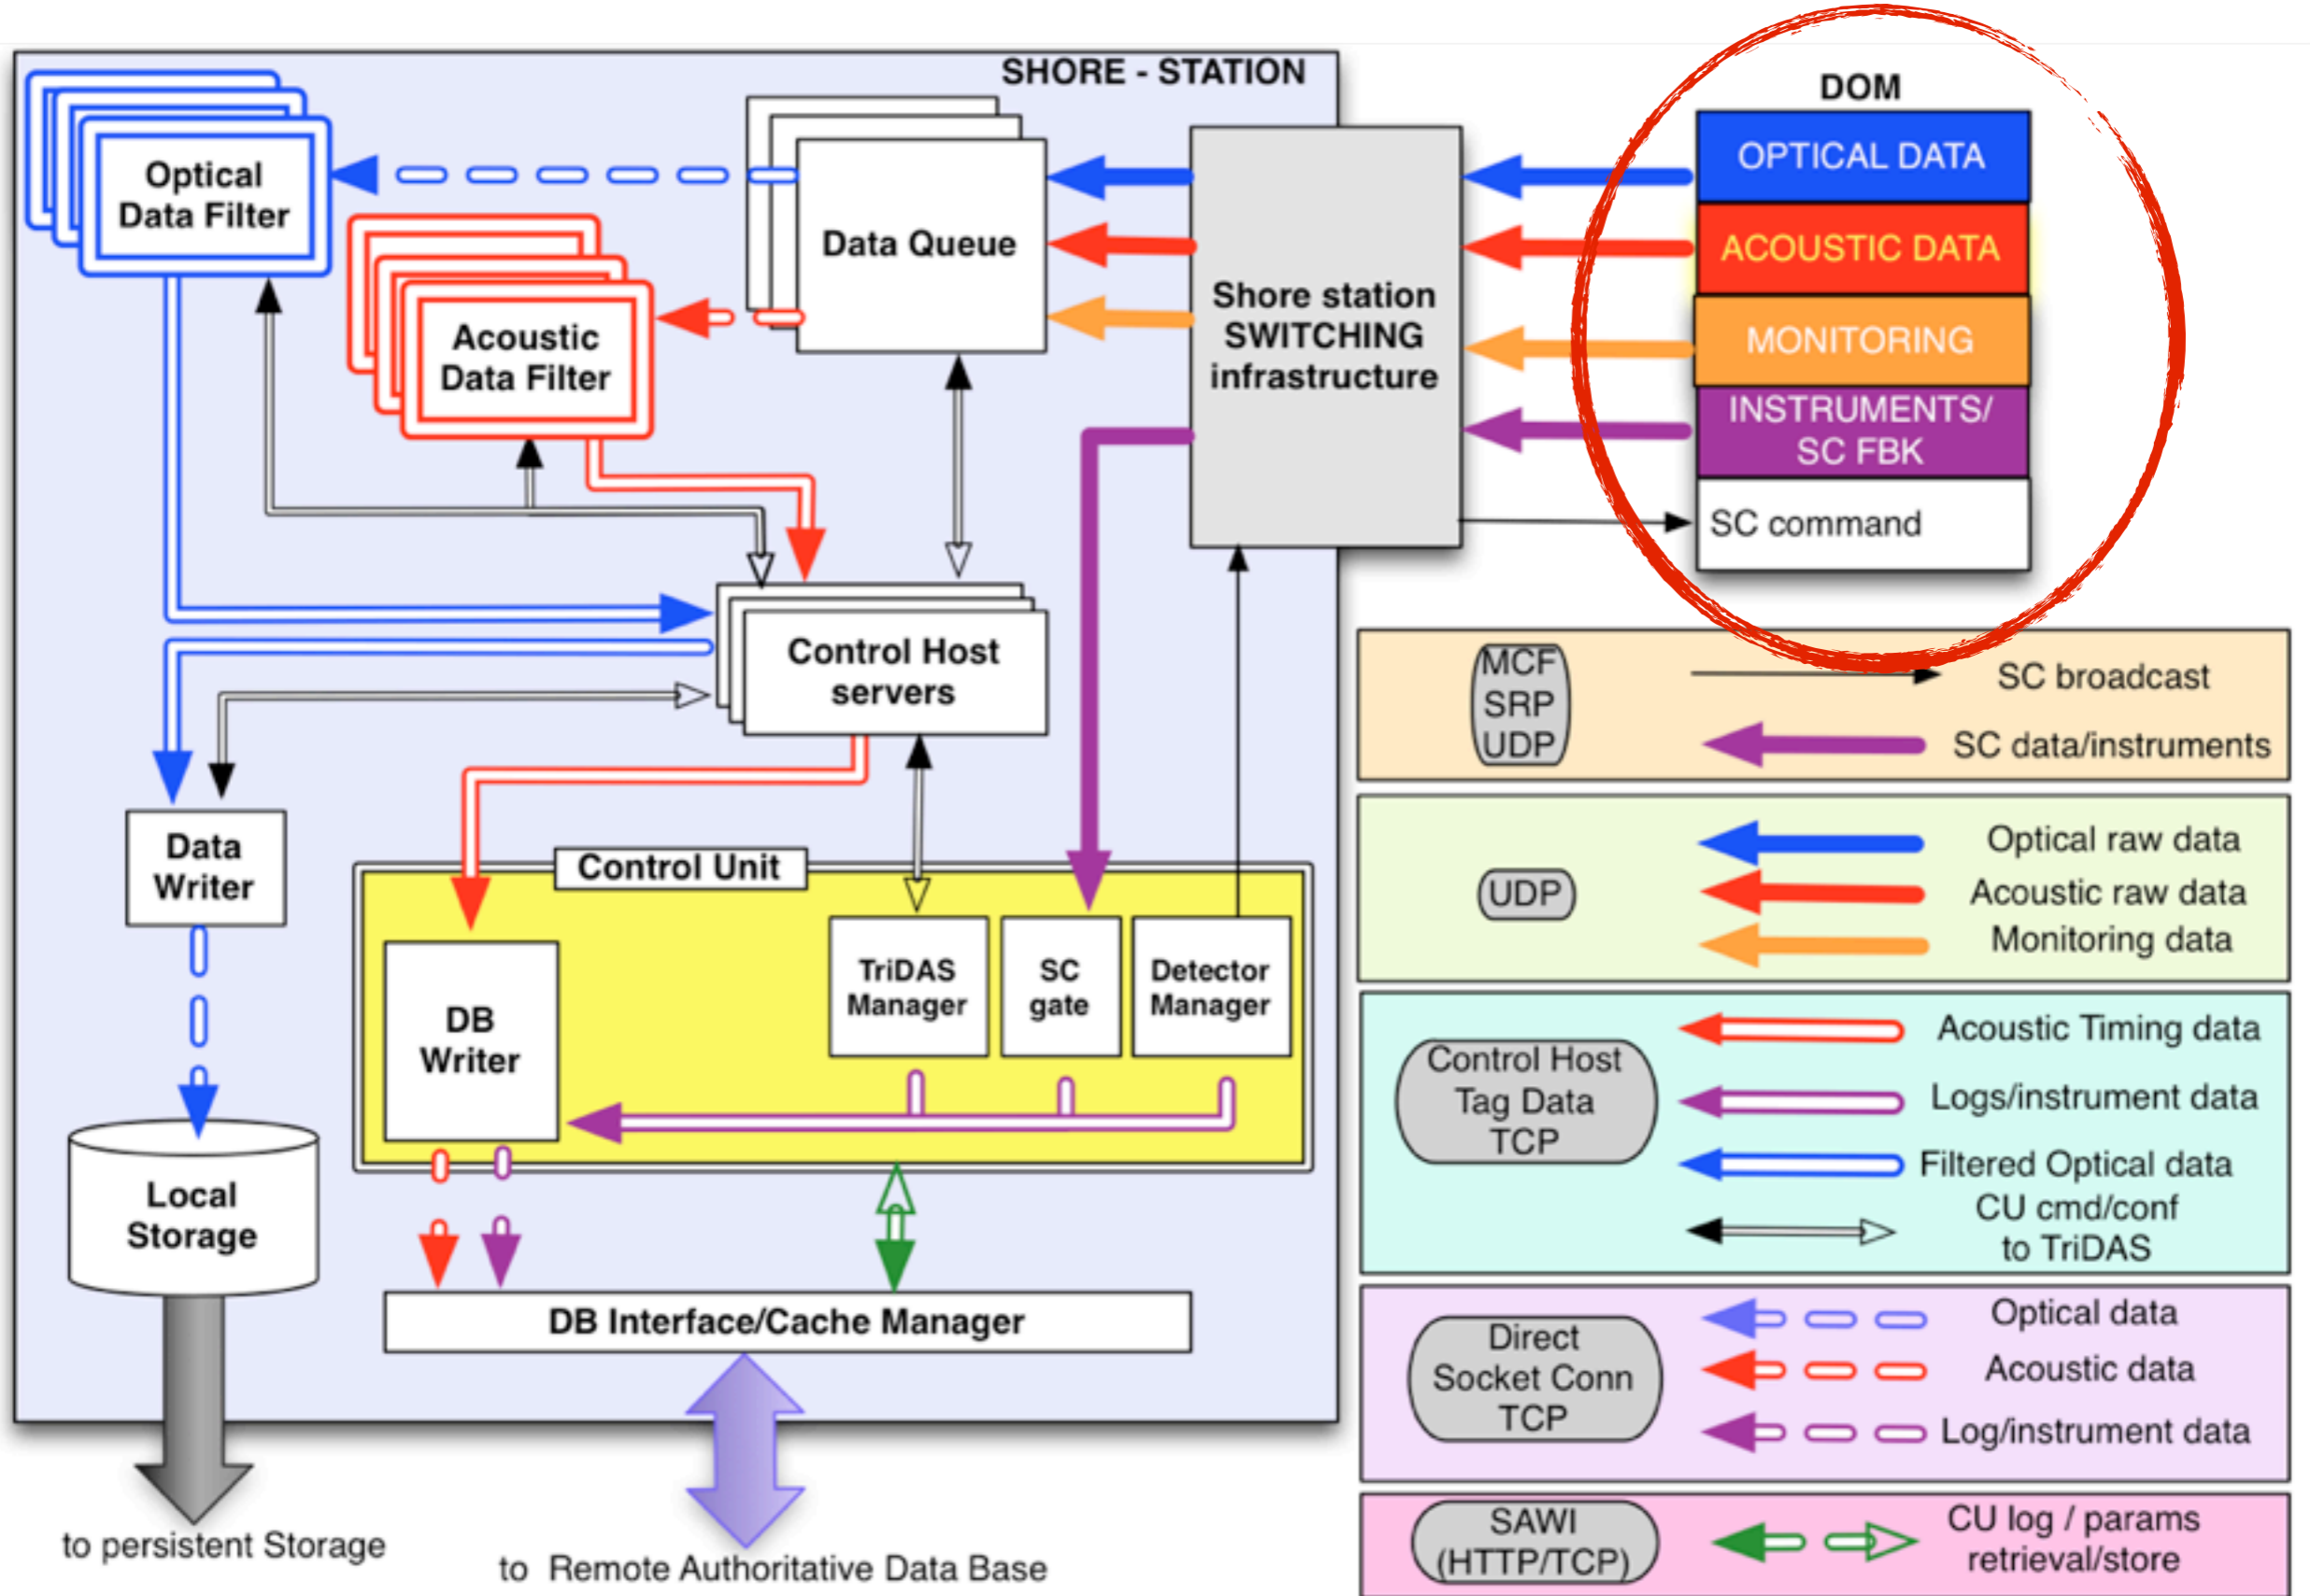 SHORE - STATION
DOM
OPTICAL DATA
ACOUSTIC DATA
MONITORING
INSTRUMENTS/
SC FBK
SC command
Optical
Data Filter
Acoustic
Data Filter
Data Queue
Shore station
SWITCHING
infrastructure
Control Host
servers
Data
Writer
Control Unit
DB
Writer
TriDAS
Manager
SC
gate
Detector
Manager
Local
Storage
DB Interface/Cache Manager
to persistent Storage
to Remote Authoritative Data Base
MCF
SRP
UDP
SC broadcast
SC data/instruments
UDP
Optical raw data
Acoustic raw data
Monitoring data
Control Host
Tag Data
TCP
Acoustic Timing data
Logs/instrument data
Filtered Optical data
CU cmd/conf
to TriDAS
Direct
Socket Conn
TCP
Optical data
Acoustic data
Log/instrument data
SAWI
(HTTP/TCP)
CU log / params
retrieval/store